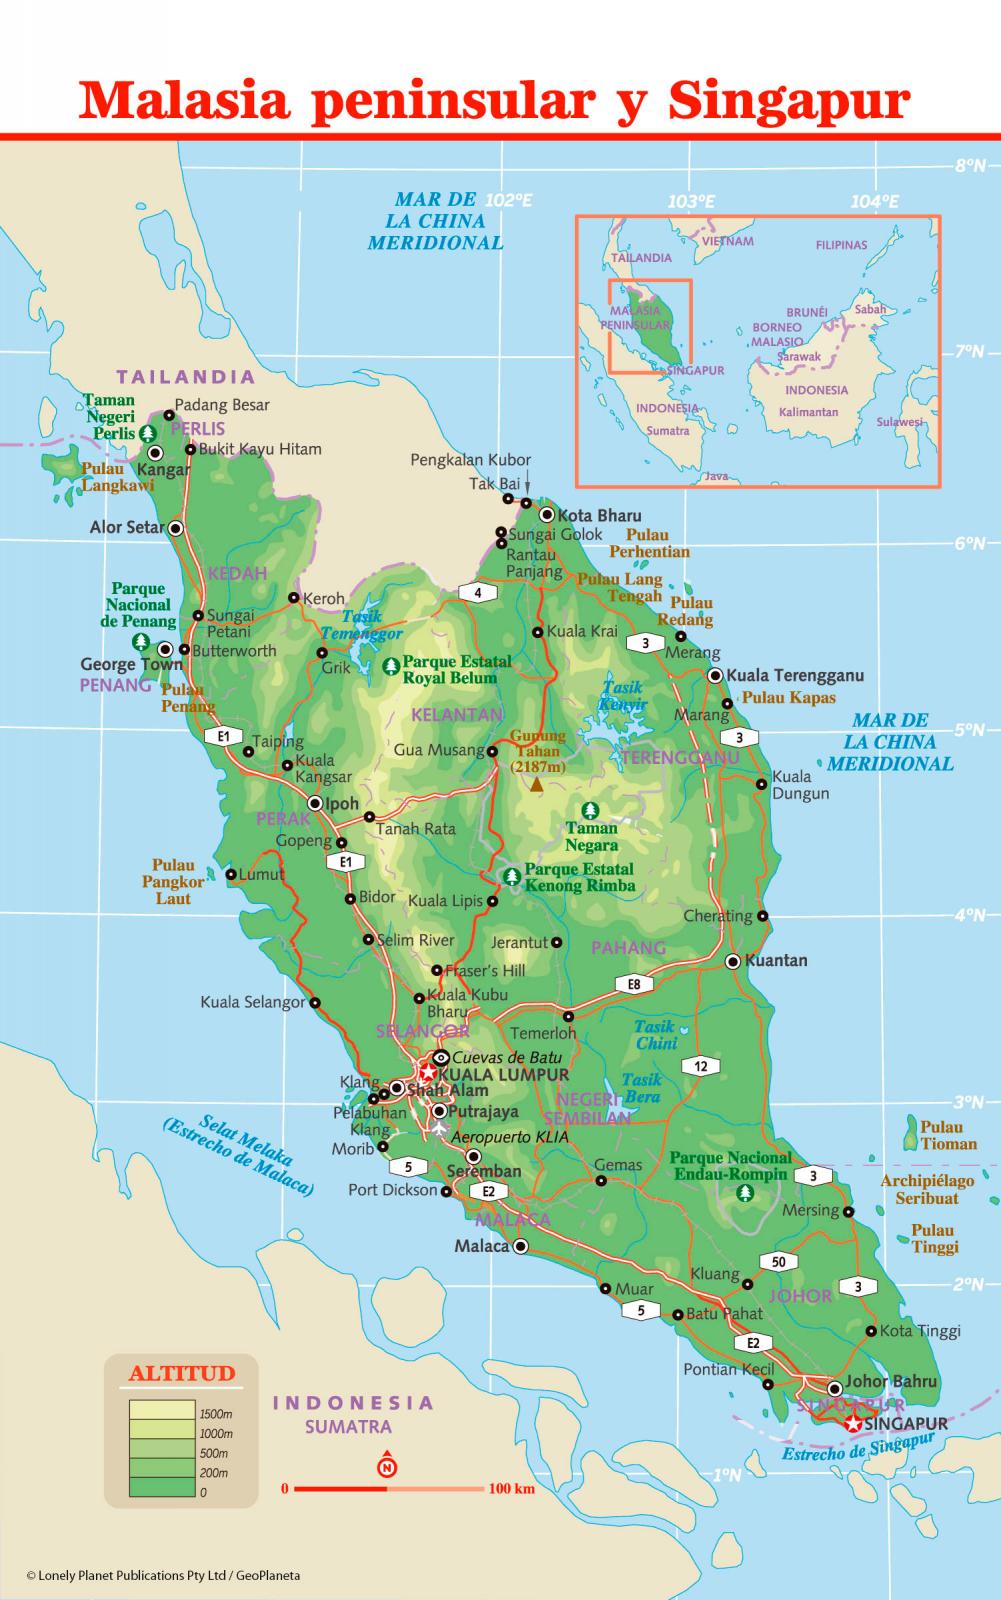 Malasia peninsular y Singapur
8°N
MAR DE
LA CHINA
MERIDIONAL
102°E
103°E
104°E
VIETNAM
FILIPINAS
TAILANDIA
MALASIA
PENINSULAR
BRUNÉI
Sabah
BORNEO
MALASIO
Sarawak
SINGAPUR
INDONESIA
Kalimantan
INDONESIA
Sumatra
Sulawesi
Java
7°N
TAILANDIA
Taman
Negeri
Perlis
Padang Besar
PERLIS
Bukit Kayu Hitam
Kangar
Pulau
Langkawi
Pengkalan Kubor
Tak Bai
Kota Bharu
Alor Setar
Sungai Golok
Rantau
Panjang
Pulau
Perhentian
6°N
KEDAH
Pulau Lang
Tengah
Parque
Nacional
de Penang
Keroh
4
Pulau
Redang
Sungai
Petani
Tasik
Temenggor
Kuala Krai
3
Merang
George Town
Butterworth
Grik
Parque Estatal
Royal Belum
Kuala Terengganu
PENANG
Pulau
Penang
Tasik
Kenyir
Marang
Pulau Kapas
KELANTAN
E1
Taiping
Gua Musang
Gunung
Tahan
(2187m)
TERENGGANU
3
5°N
MAR DE
LA CHINA
MERIDIONAL
Kuala
Kangsar
Kuala
Dungun
Ipoh
PERAK
Tanah Rata
Taman
Negara
Gopeng
E1
Pulau
Pangkor
Laut
Lumut
Parque Estatal
Kenong Rimba
Bidor
Kuala Lipis
Cherating
4°N
Selim River
Jerantut
PAHANG
Kuantan
Fraser's Hill
E8
Kuala Selangor
Kuala Kubu
Bharu
SELANGOR
Temerloh
Tasik
Chini
Cuevas de Batu
KUALA LUMPUR
12
Klang
Shah Alam
Tasik
Bera
Pelabuhan
Klang
Putrajaya
NEGERI
SEMBILAN
3°N
Selat Melaka
(Estrecho de Malaca)
Morib
Aeropuerto KLIA
Pulau
Tioman
5
Seremban
Gemas
Parque Nacional
Endau-Rompin
3
Port Dickson
E2
Archipiélago
Seribuat
MALACA
Mersing
Malaca
Pulau
Tinggi
50
Kluang
Muar
JOHOR
3
2°N
5
Batu Pahat
Kota Tinggi
E2
Pontian Kecil
Johor Bahru
SINGAPUR
SINGAPUR
Estrecho de Singapur
ALTITUD
1500m
1000m
500m
200m
0
INDONESIA
SUMATRA
N
0
100 km
1°N
© Lonely Planet Publications Pty Ltd / GeoPlaneta